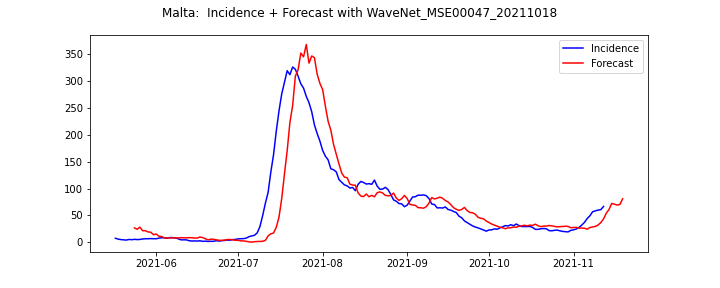 Malta:  Incidence + Forecast with WaveNet_MSE00047_20211018
Incidence
Forecast
350
300
250
200
150
100
50
0
2021-06 2021-07 2021-08 2021-09 2021-10 2021-11